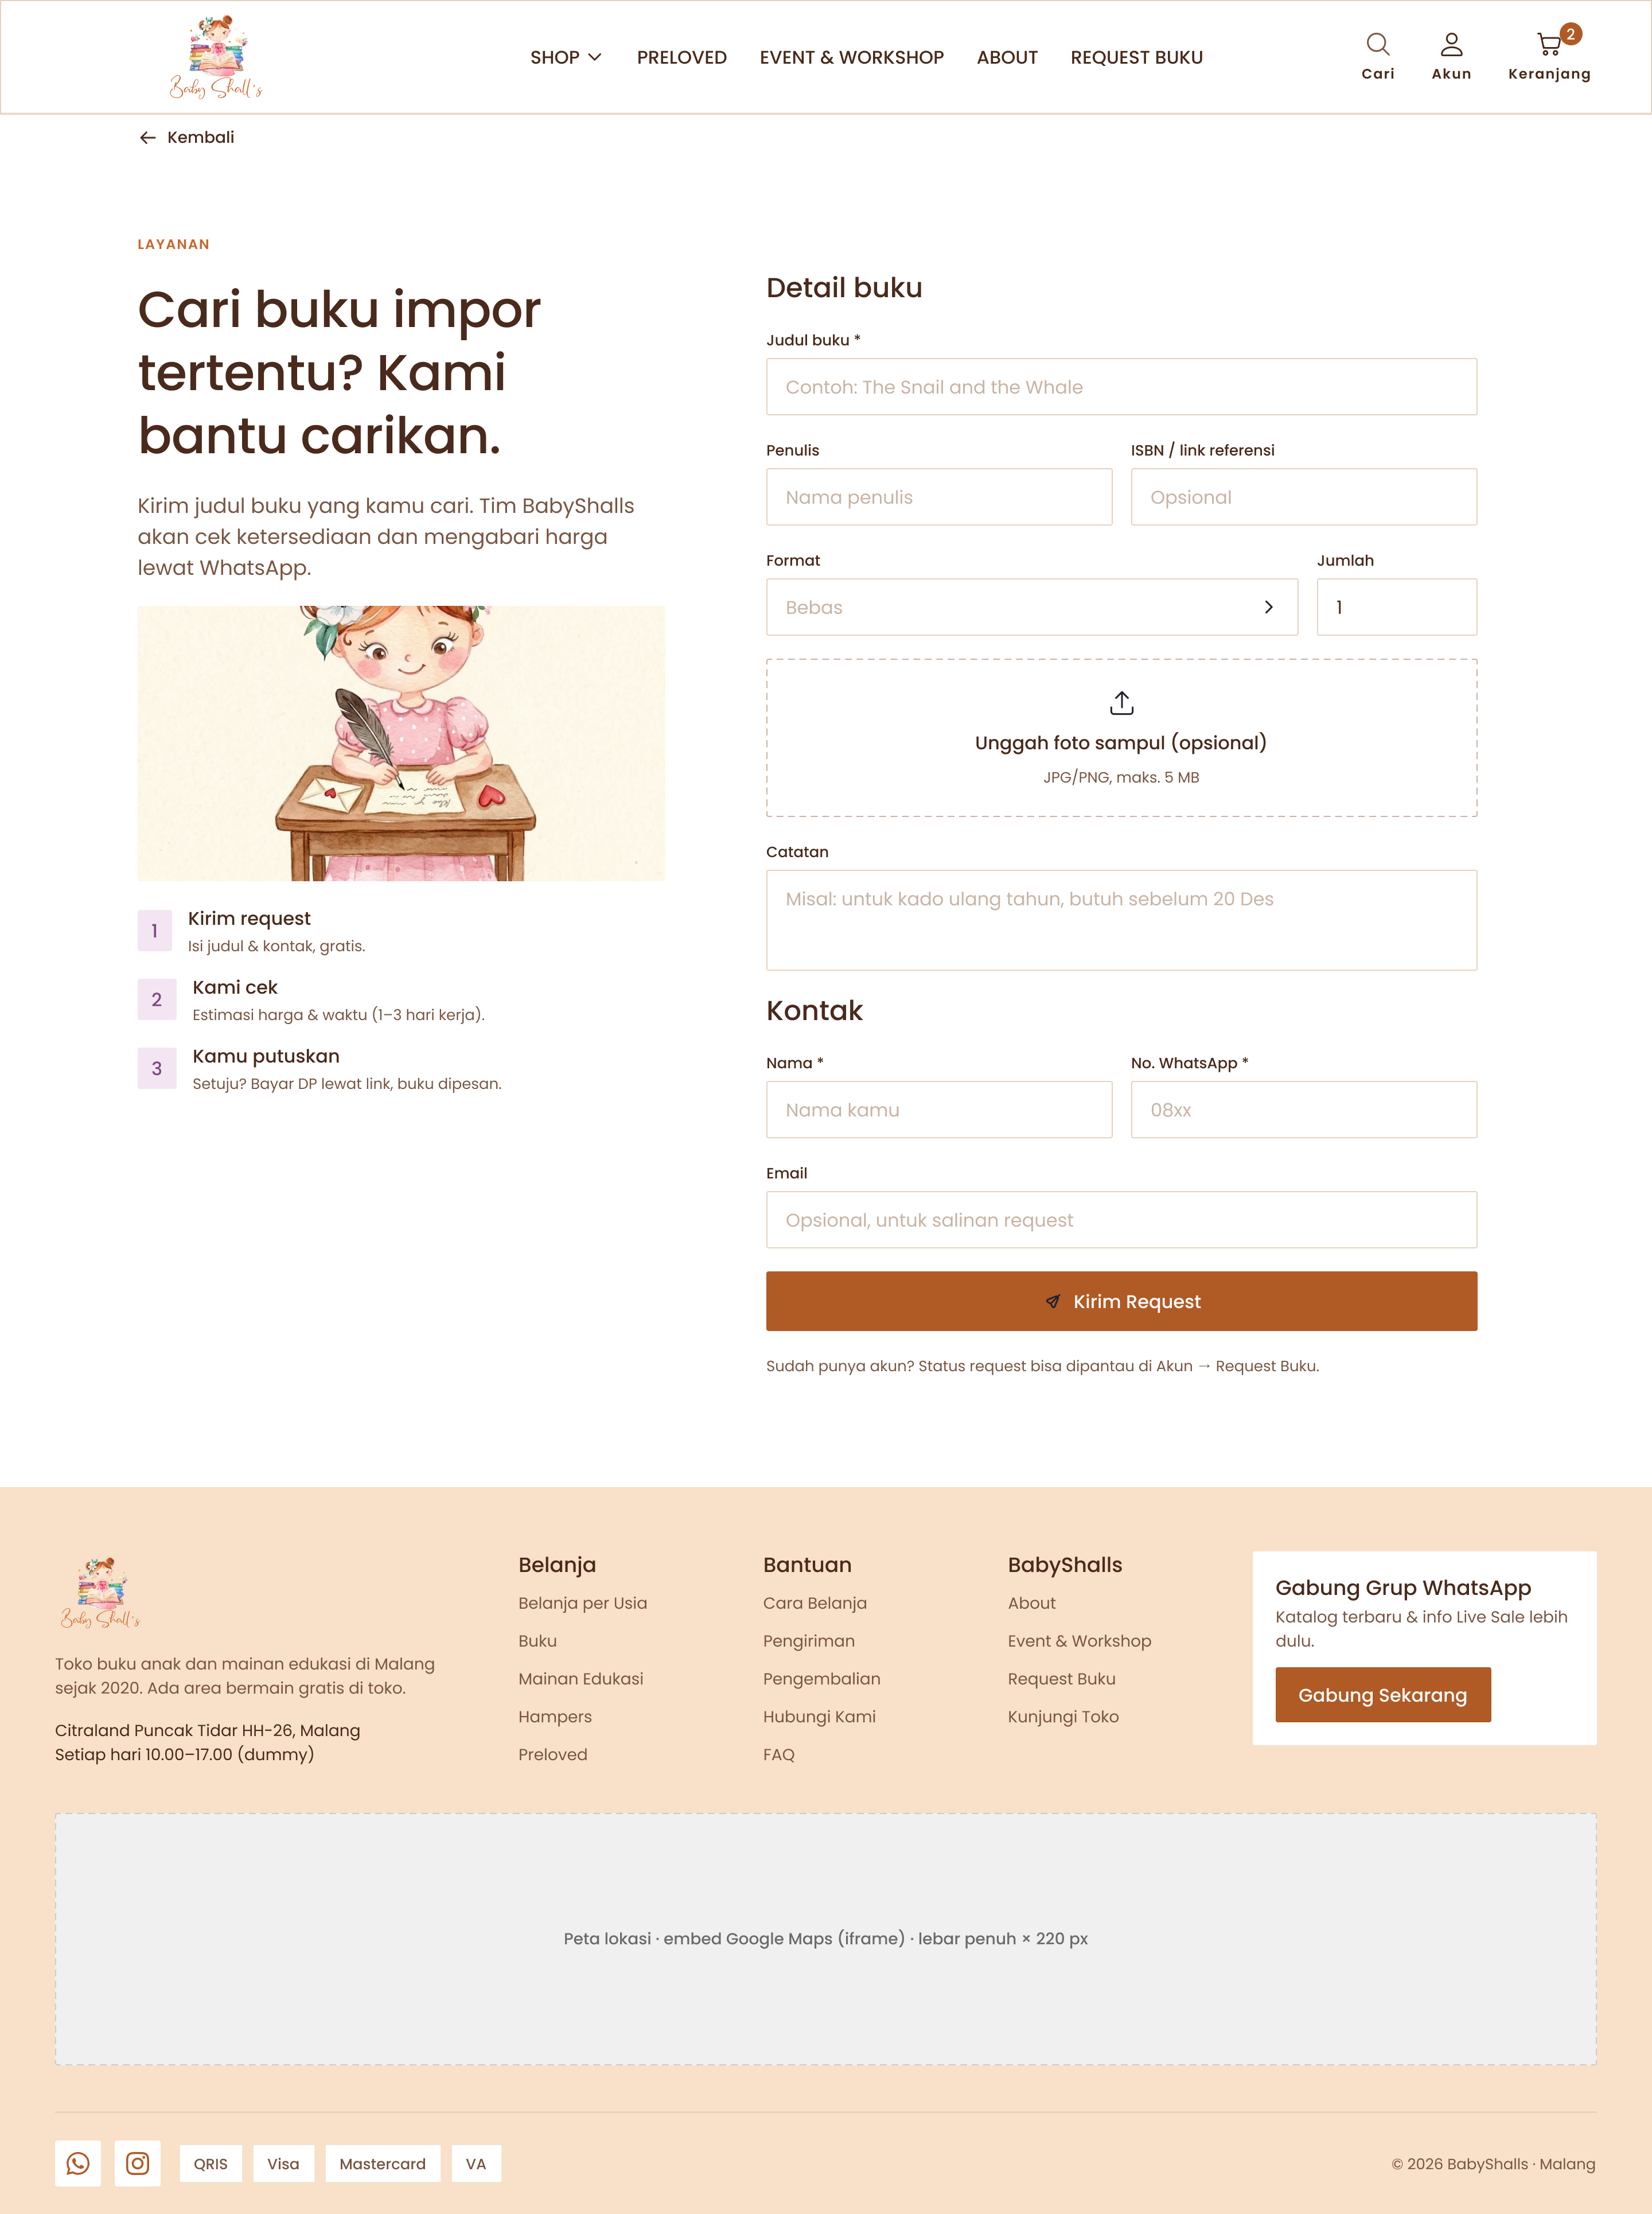 Baby Shall's
SHOP
PRELOVED
EVENT & WORKSHOP
ABOUT
REQUEST BUKU
Cari
Akun
2
Keranjang
Kembali
LAYANAN
Cari buku impor
tertentu? Kami
bantu carikan.
Kirim judul buku yang kamu cari. Tim BabyShalls
akan cek ketersediaan dan mengabari harga
lewat WhatsApp.
1
Kirim request
Isi judul & kontak, gratis.
2
Kami cek
Estimasi harga & waktu (1–3 hari kerja).
3
Kamu putuskan
Setuju? Bayar DP lewat link, buku dipesan.
Detail buku
Judul buku *
Contoh: The Snail and the Whale
Penulis
Nama penulis
ISBN / link referensi
Opsional
Format
Bebas
Jumlah
1
Unggah foto sampul (opsional)
JPG/PNG, maks. 5 MB
Catatan
Misal: untuk kado ulang tahun, butuh sebelum 20 Des
Kontak
Nama *
Nama kamu
No. WhatsApp *
08xx
Email
Opsional, untuk salinan request
Kirim Request
Sudah punya akun? Status request bisa dipantau di Akun → Request Buku.
Baby Shall's
Toko buku anak dan mainan edukasi di Malang
sejak 2020. Ada area bermain gratis di toko.
Citraland Puncak Tidar HH-26, Malang
Setiap hari 10.00–17.00 (dummy)
Belanja
Belanja per Usia
Buku
Mainan Edukasi
Hampers
Preloved
Bantuan
Cara Belanja
Pengiriman
Pengembalian
Hubungi Kami
FAQ
BabyShalls
About
Event & Workshop
Request Buku
Kunjungi Toko
Gabung Grup WhatsApp
Katalog terbaru & info Live Sale lebih
dulu.
Gabung Sekarang
Peta lokasi · embed Google Maps (iframe) · lebar penuh × 220 px
QRIS
Visa
Mastercard
VA
© 2026 BabyShalls · Malang